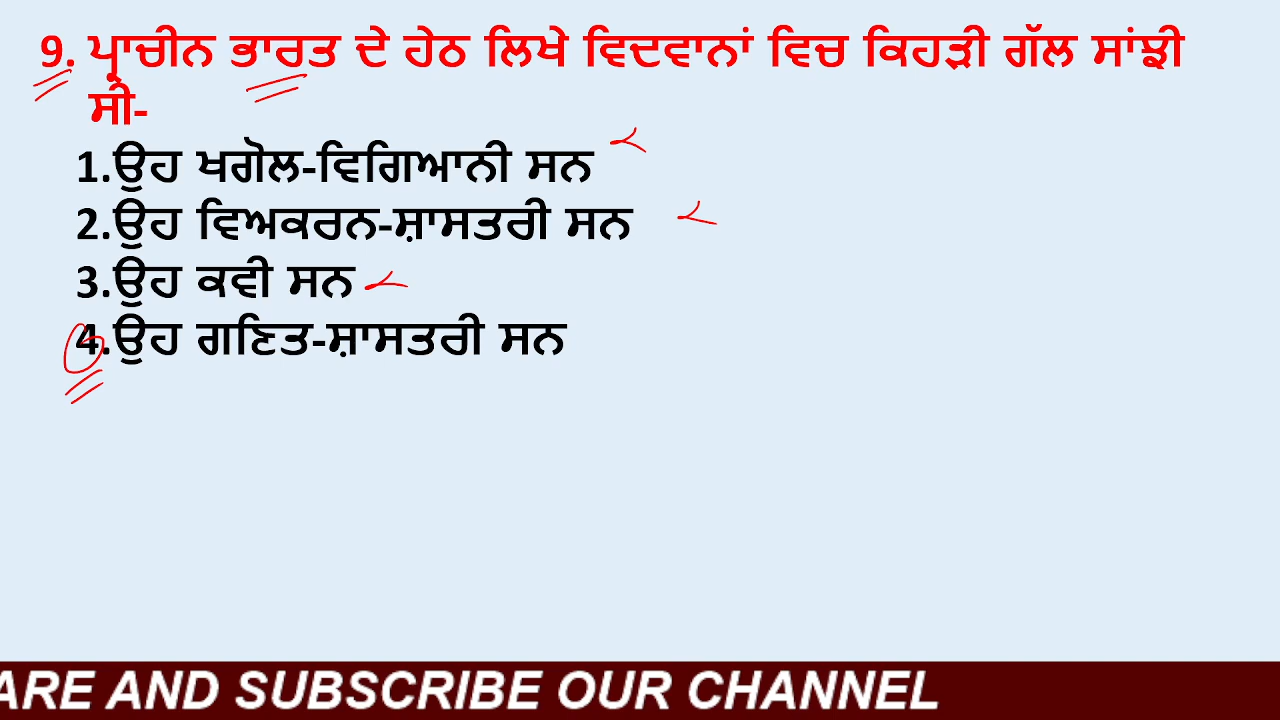 9. ਪ੍ਰਾਚੀਨ ਭਾਰਤ ਦੇ ਹੇਠ ਲਿਖੇ ਵਿਦਵਾਨਾਂ ਵਿਚ ਕਿਹੜੀ ਗੱਲ ਸਾਂਝੀ
ਸੀ-
1.ਉਹ ਖਗੋਲ-ਵਿਗਿਆਨੀ ਸਨ
2.ਉਹ ਵਿਅਕਰਨ-ਸ਼ਾਸਤਰੀ ਸਨ
3.ਉਹ ਕਵੀ ਸਨ
4.ਉਹ ਗਣਿਤ-ਸ਼ਾਸਤਰੀ ਸਨ
ARE AND SUBSCRIBE OUR CHANNEL